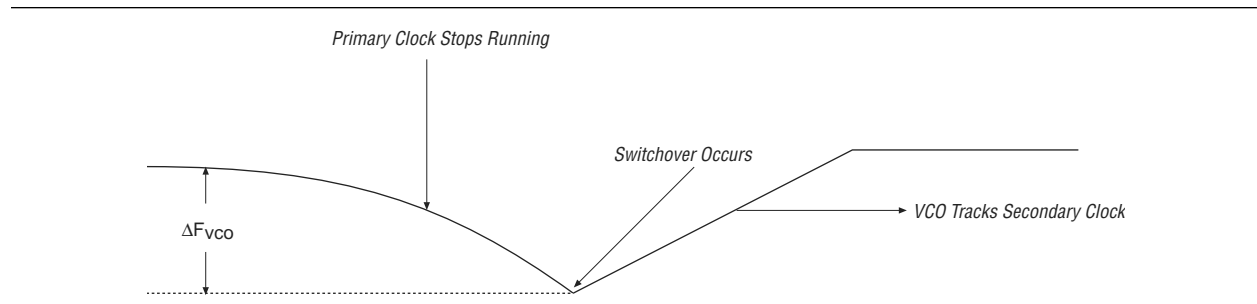 Primary Clock Stops Running
Switchover Occurs
VCO Tracks Secondary Clock
ΔFvco